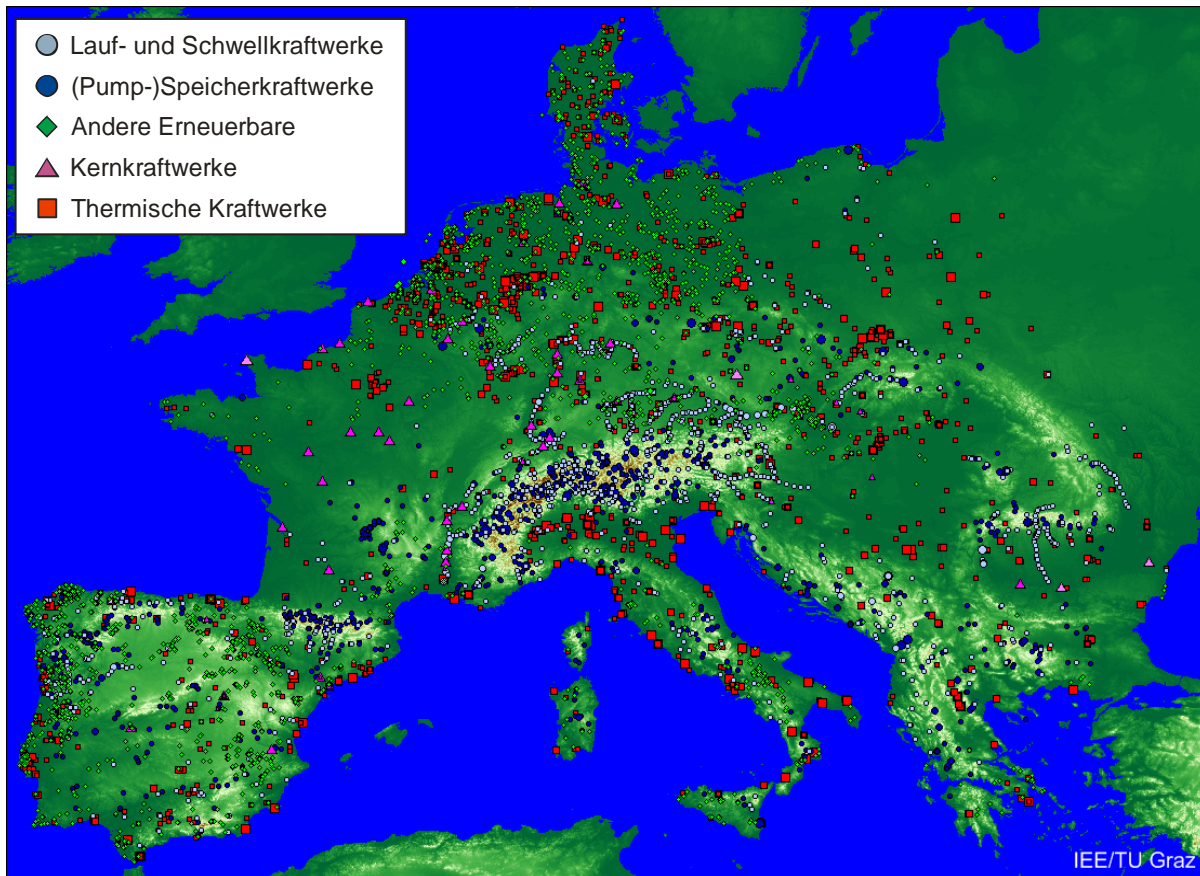 Lauf- und Schwellkraftwerke
(Pump-)Speicherkraftwerke
Andere Erneuerbare
Kernkraftwerke
Thermische Kraftwerke
IEE/TU Graz